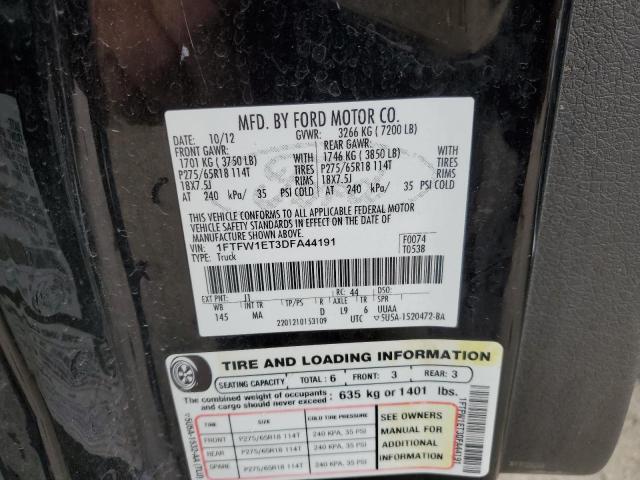 MFD. BY FORD MOTOR CO.
DATE: 10/12 GVWR: 3266 KG ( 7200 LB)
FRONT GAWR: REAR GAWR:
1701 KG ( 3750 LB) WITH 1746 KG ( 3850 LB)
P275/65R18 114T TIRES P275/65R18 114T
18X7.5J RIMS 18X7.5J
AT 240 kPa/ 35 PSI COLD AT 240 kPa/ 35 PSI COLD
THIS VEHICLE CONFORMS TO ALL APPLICABLE FEDERAL MOTOR
VEHICLE SAFETY STANDARDS IN EFFECT ON THE DATE OF MANUFACTURE
VIN: 1FTFW1ET3DFA44191 F0074
TYPE: Truck T0538
EXT PNT: RC: 44 DSO:
WB INT TR TP/PS R AXLE TR SPR
145 MA D L9 6 UUAA
2201210153109 UTC 5U5A-1520472-BA
TIRE AND LOADING INFORMATION
SEATING CAPACITY TOTAL: 6 FRONT: 3 REAR: 3
The combined weight of occupants and cargo should never exceed: 635 kg or 1401 lbs.
TIRE SIZE COLD TIRE PRESSURE SEE OWNERS MANUAL FOR ADDITIONAL INFORMATION
FRONT P275/65R18 114T 240 KPA, 35 PSI
REAR P275/65R18 114T 240 KPA, 35 PSI
SPARE P275/65R18 114T 240 KPA, 35 PSI
1FTFW1ET3DFA44191